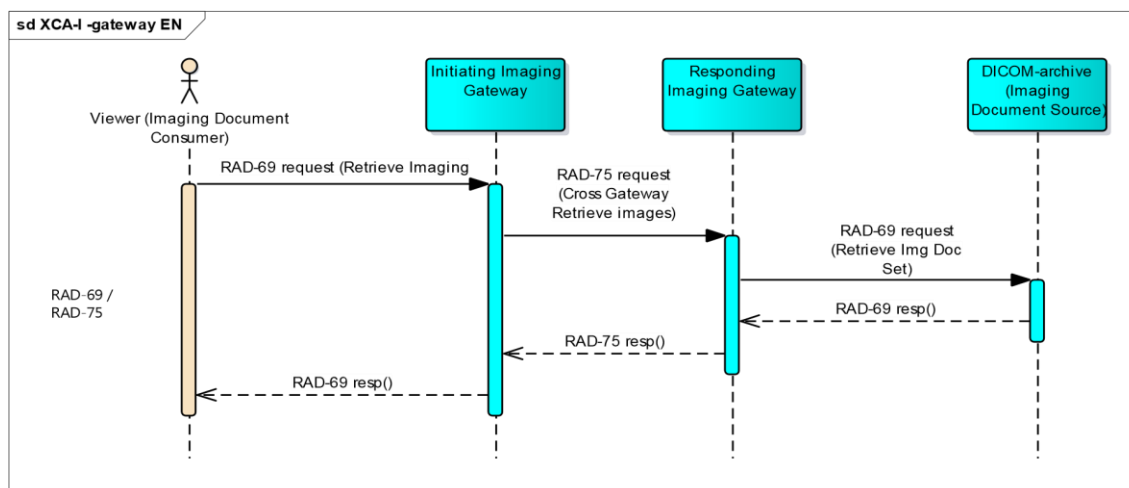 sd XCA-I -gateway EN
Viewer (Imaging Document
Consumer)
Initiating Imaging
Gateway
Responding
Imaging Gateway
DICOM-archive
(Imaging
Document Source)
RAD-69 request (Retrieve Imaging
RAD-75 request
(Cross Gateway
Retrieve images)
RAD-69 request
(Retrieve Img Doc
Set)
RAD-69 /
RAD-75
RAD-69 resp()
RAD-75 resp()
RAD-69 resp()